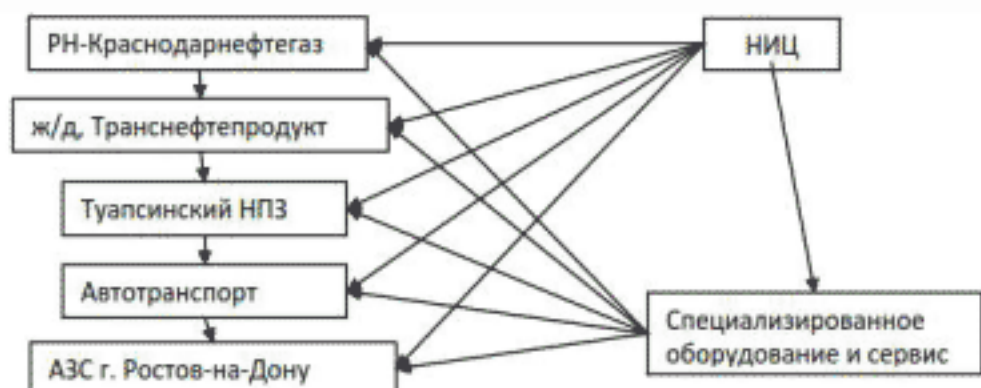 РН-Краснодарнефтегаз
НИЦ
ж/д, Транснефтепродукт
Туапсинский НПЗ
Автотранспорт
Специализированное
оборудование и сервис
АЗС г. Ростов-на-Дону